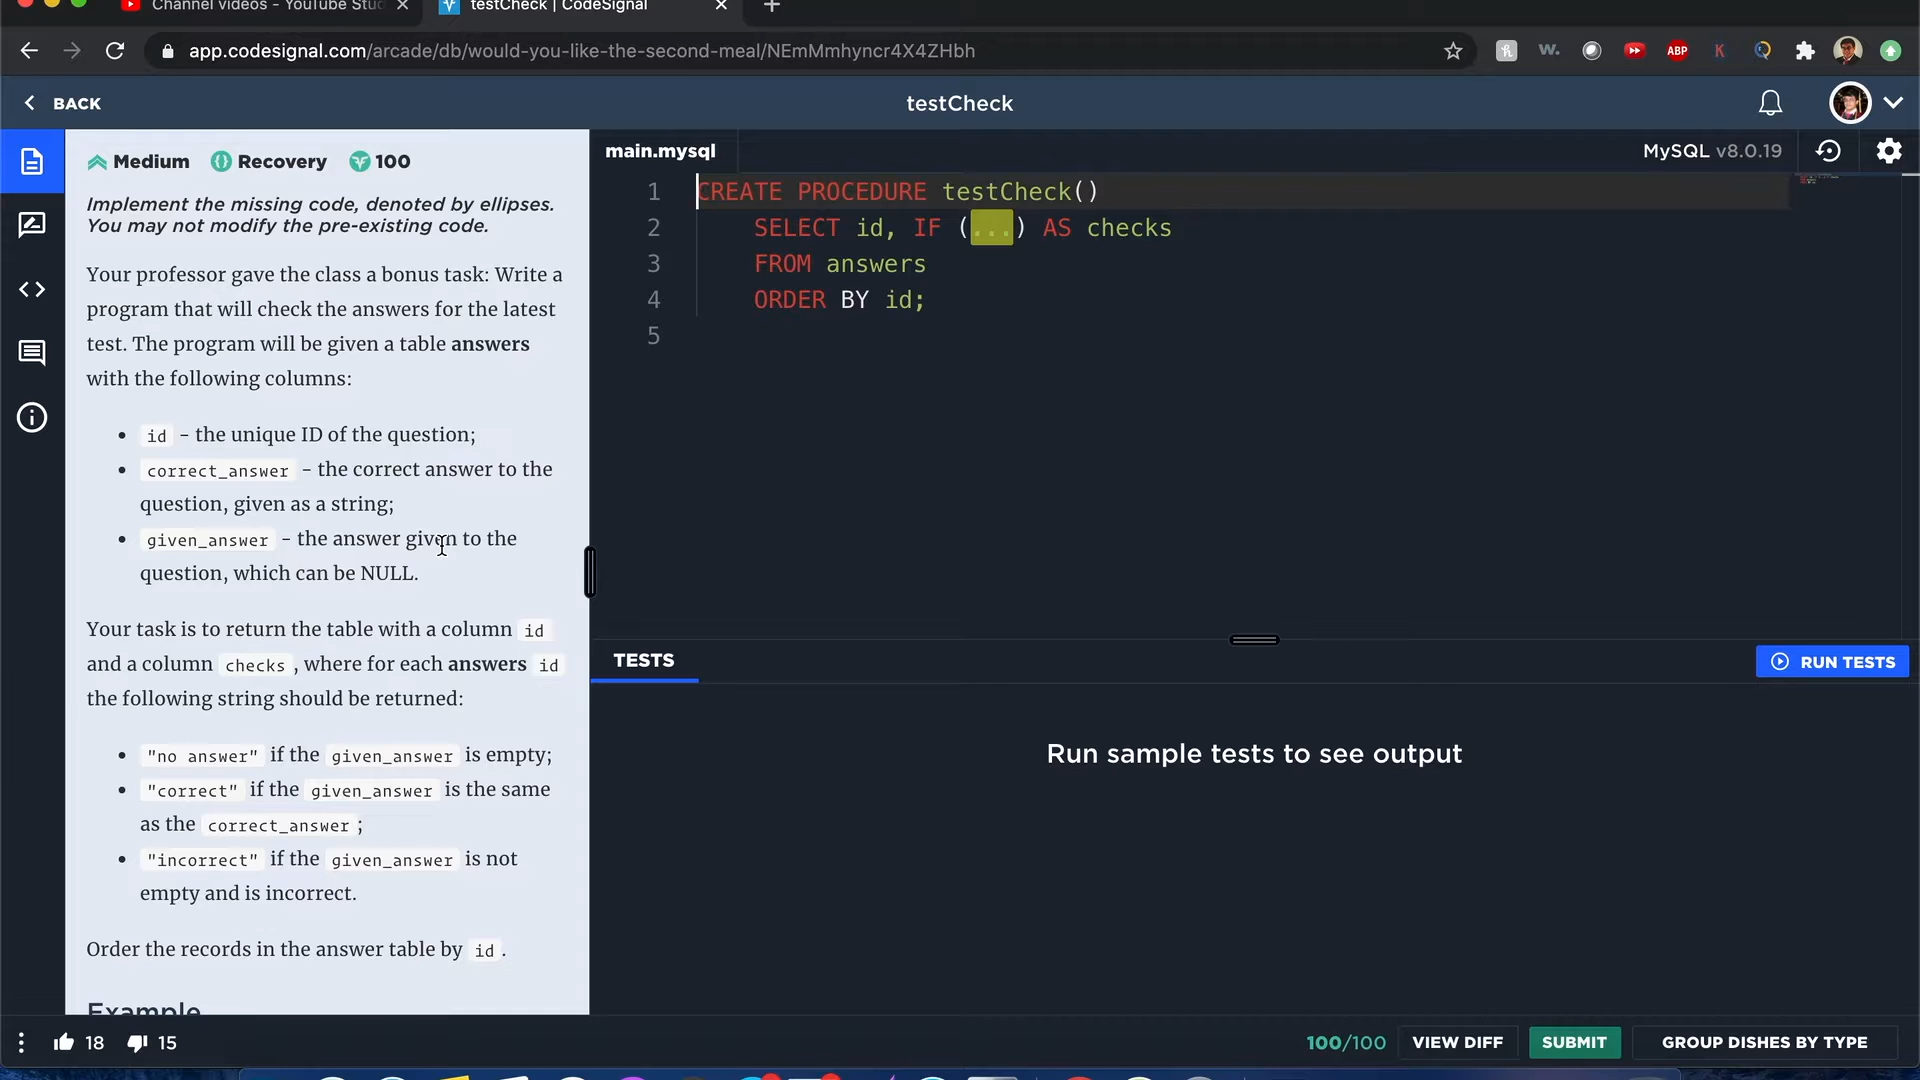 Channel videos - YouTube Stud
testCheck | CodeSignal
app.codesignal.com/arcade/db/would-you-like-the-second-meal/NEmMmhyncr4X4ZHbh
ABP
BACK
testCheck
Medium Recovery 100
Implement the missing code, denoted by ellipses.
You may not modify the pre-existing code.
Your professor gave the class a bonus task: Write a
program that will check the answers for the latest
test. The program will be given a table answers
with the following columns:
• id - the unique ID of the question;
• correct_answer - the correct answer to the
question, given as a string;
• given_answer - the answer given to the
question, which can be NULL.
Your task is to return the table with a column id
and a column checks , where for each answers id
the following string should be returned:
• "no answer" if the given_answer is empty;
• "correct" if the given_answer is the same
as the correct_answer ;
• "incorrect" if the given_answer is not
empty and is incorrect.
Order the records in the answer table by id .
Example
main.mysql
MySQL v8.0.19
1 CREATE PROCEDURE testCheck()
2 SELECT id, IF (...) AS checks
3 FROM answers
4 ORDER BY id;
5
TESTS
RUN TESTS
Run sample tests to see output
18 15
100/100
VIEW DIFF
SUBMIT
GROUP DISHES BY TYPE